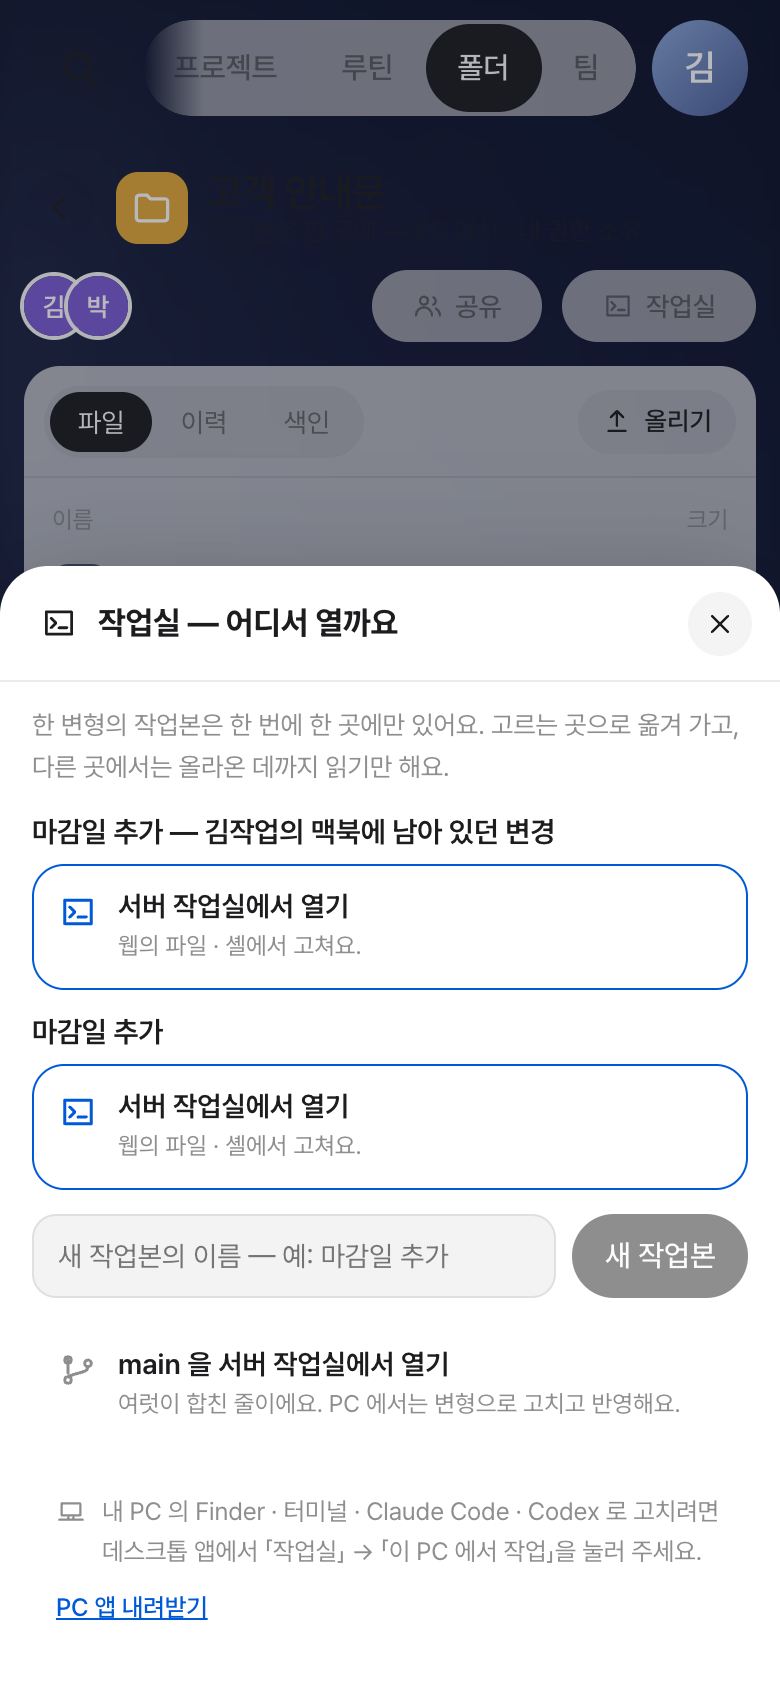 프로젝트 루틴 폴더 팀 김
고객 안내문
김 박 공유 작업실
파일 이력 색인 올리기
이름 크기
작업실 — 어디서 열까요
한 변형의 작업본은 한 번에 한 곳에만 있어요. 고르는 곳으로 옮겨 가고,
다른 곳에서는 올라온 데까지 읽기만 해요.
마감일 추가 — 김작업의 맥북에 남아 있던 변경
서버 작업실에서 열기
웹의 파일 · 셸에서 고쳐요.
마감일 추가
서버 작업실에서 열기
웹의 파일 · 셸에서 고쳐요.
새 작업본의 이름 — 예: 마감일 추가 새 작업본
main 을 서버 작업실에서 열기
여럿이 합친 줄이에요. PC 에서는 변형으로 고치고 반영해요.
내 PC 의 Finder · 터미널 · Claude Code · Codex 로 고치려면
데스크톱 앱에서 「작업실」 → 「이 PC 에서 작업」을 눌러 주세요.
PC 앱 내려받기